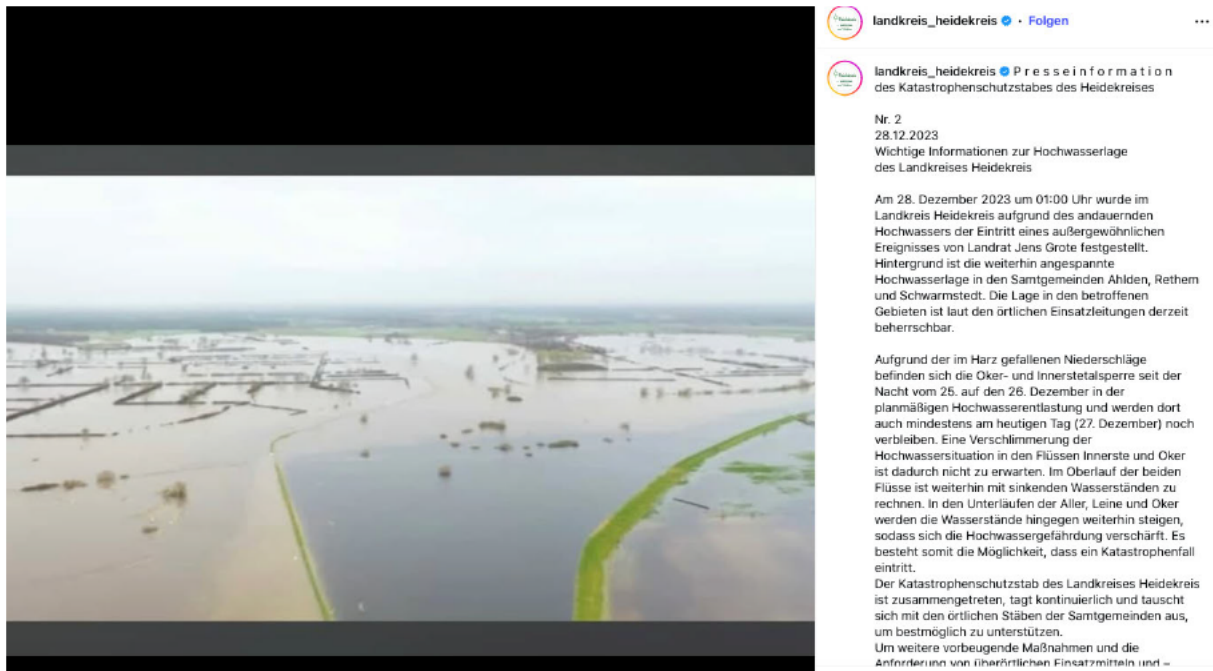 landkreis_heidekreis • Folgen
landkreis_heidekreis P r e s s e i n f o r m a t i o n
des Katastrophenschutzstabes des Heidekreises
Nr. 2
28.12.2023
Wichtige Informationen zur Hochwasserlage
des Landkreises Heidekreis
Am 28. Dezember 2023 um 01:00 Uhr wurde im
Landkreis Heidekreis aufgrund des andauernden
Hochwassers der Eintritt eines außergewöhnlichen
Ereignisses von Landrat Jens Grote festgestellt.
Hintergrund ist die weiterhin angespannte
Hochwasserlage in den Samtgemeinden Ahlden, Rethem
und Schwarmstedt. Die Lage in den betroffenen
Gebieten ist laut den örtlichen Einsatzleitungen derzeit
beherrschbar.
Aufgrund der im Harz gefallenen Niederschläge
befinden sich die Oker- und Innerstetalsperre seit der
Nacht vom 25. auf den 26. Dezember in der
planmäßigen Hochwasserentlastung und werden dort
auch mindestens am heutigen Tag (27. Dezember) noch
verbleiben. Eine Verschlimmerung der
Hochwassersituation in den Flüssen Innerste und Oker
ist dadurch nicht zu erwarten. Im Oberlauf der beiden
Flüsse ist weiterhin mit sinkenden Wasserständen zu
rechnen. In den Unterläufen der Aller, Leine und Oker
werden die Wasserstände hingegen weiterhin steigen,
sodass sich die Hochwassergefährdung verschärft. Es
besteht somit die Möglichkeit, dass ein Katastrophenfall
eintritt.
Der Katastrophenschutzstab des Landkreises Heidekreis
ist zusammengetreten, tagt kontinuierlich und tauscht
sich mit den örtlichen Stäben der Samtgemeinden aus,
um bestmöglich zu unterstützen.
Um weitere vorbeugende Maßnahmen und die
Anforderung von überörtlichen Einsatzmitteln und –